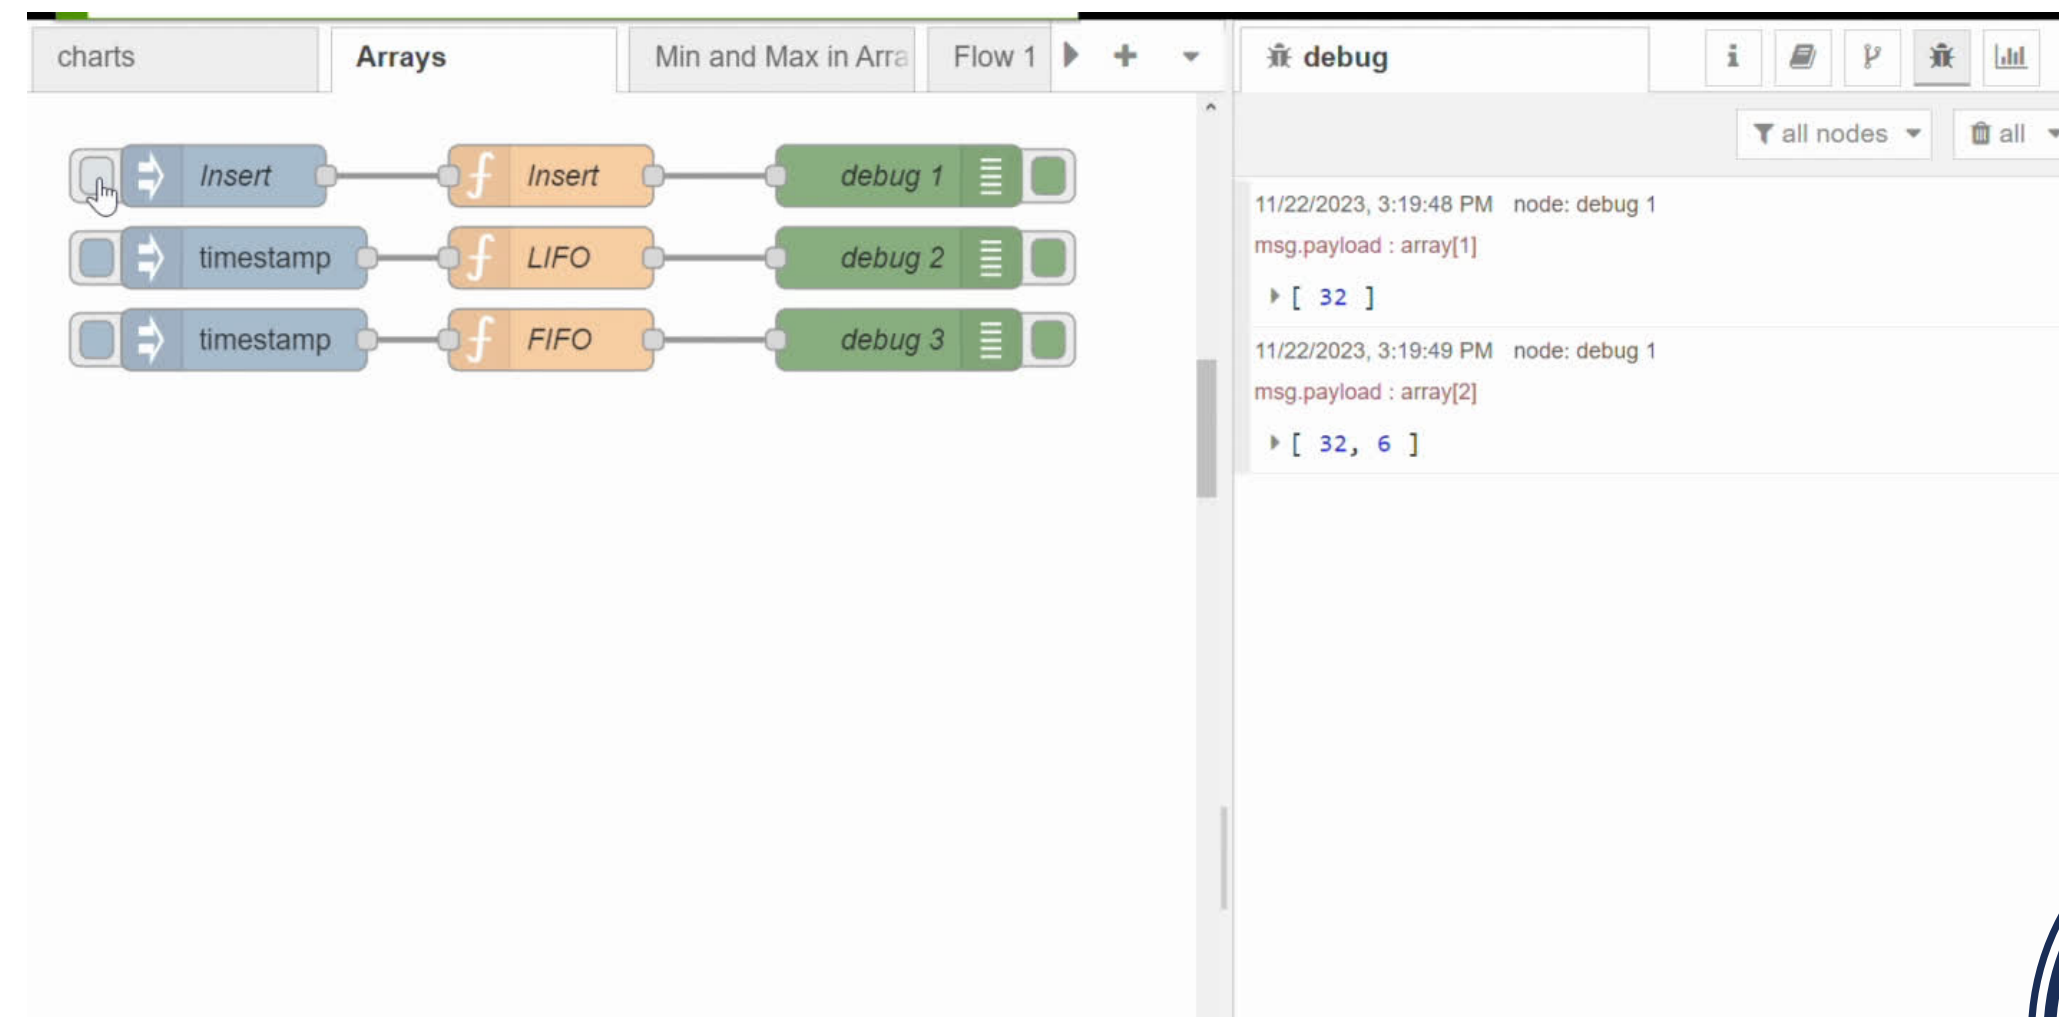 charts
Arrays
Min and Max in Arra
Flow 1
debug
all nodes
all
Insert
Insert
debug 1
timestamp
LIFO
debug 2
timestamp
FIFO
debug 3
11/22/2023, 3:19:48 PM node: debug 1
msg.payload : array[1]
[ 32 ]
11/22/2023, 3:19:49 PM node: debug 1
msg.payload : array[2]
[ 32, 6 ]